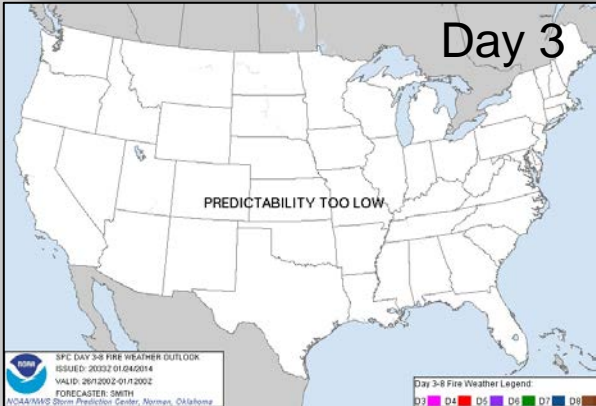 Day 3
PREDICTABILITY TOO LOW
NOAA
SPC DAY 3-8 FIRE WEATHER OUTLOOK
ISSUED: 2033Z 01/24/2014
VALID: 26/1200Z-01/1200Z
FORECASTER: SMITH
NOAA/NWS Storm Prediction Center, Norman, Oklahoma
Day 3-8 Fire Weather Legend:
D3 D4 D5 D6 D7 D8